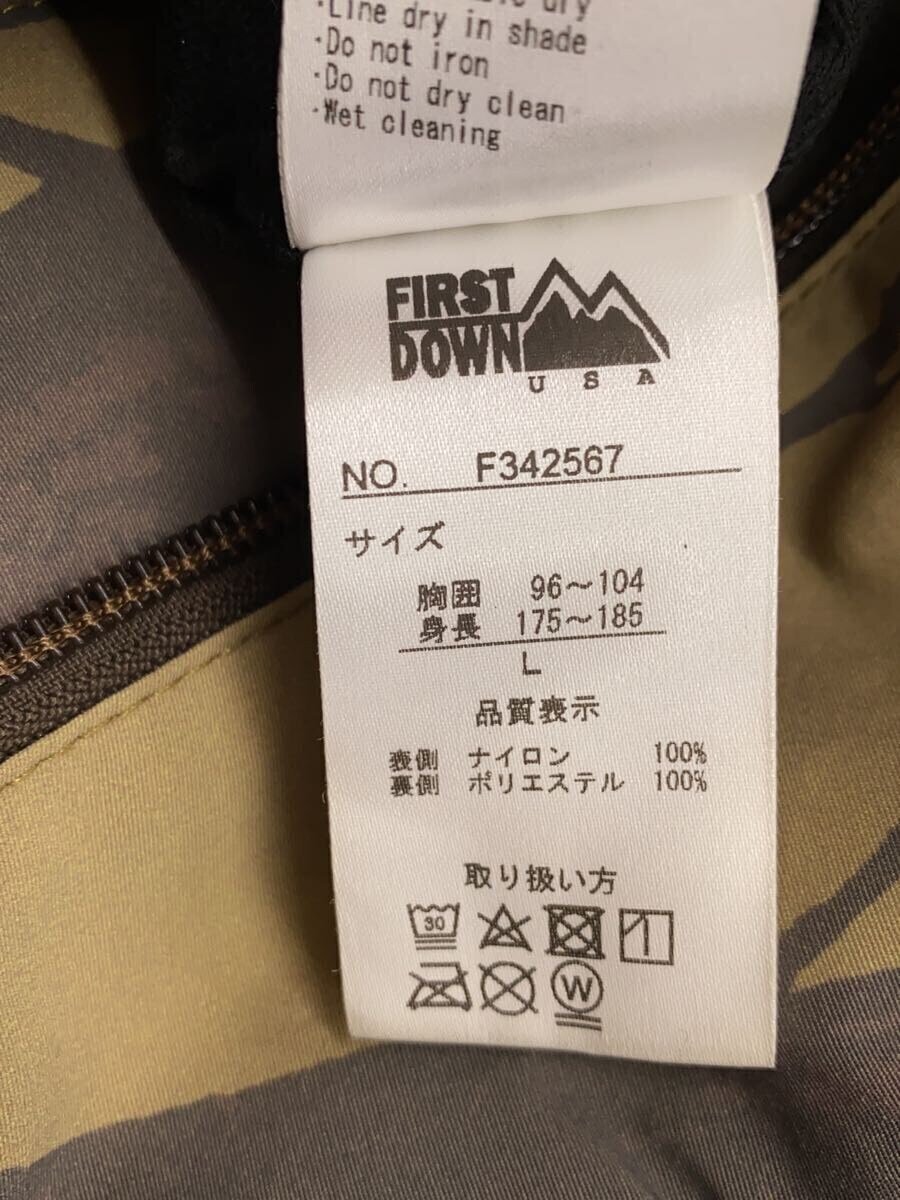 dry
·Line dry in shade
·Do not iron
·Do not dry clean
·Wet cleaning
FIRST
DOWN
USA
NO. F342567
サイズ
胸囲 96〜104
身長 175〜185
L
品質表示
表側 ナイロン 100%
裏側 ポリエステル 100%
取り扱い方
30
W